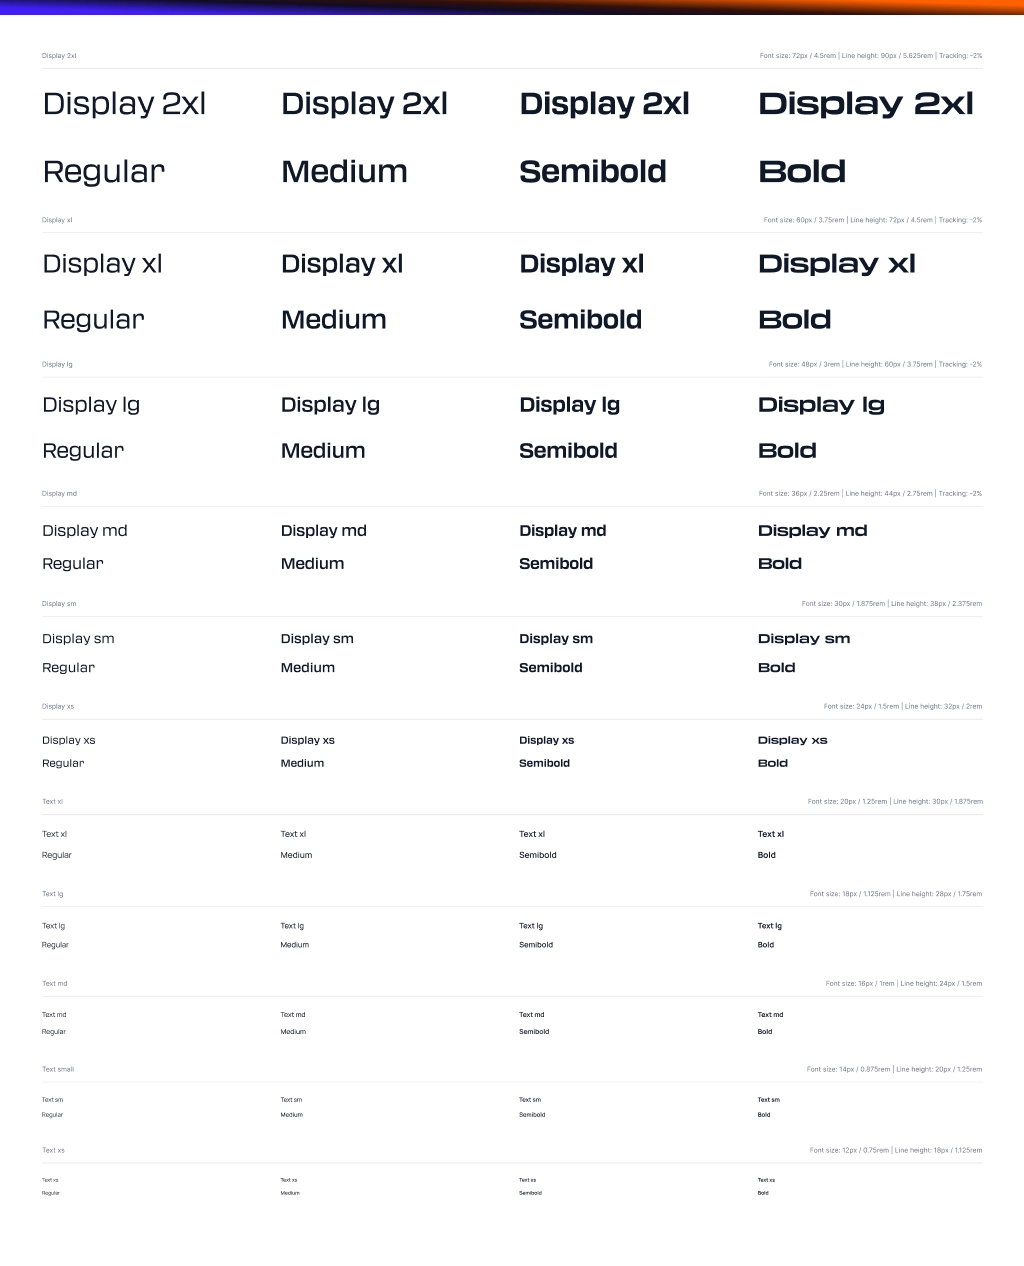 Display 2xl Font size: 72px / 4.5rem | Line height: 90px / 5.625rem | Tracking: -2%
Display 2xl Display 2xl Display 2xl Display 2xl
Regular Medium Semibold Bold
Display xl Font size: 60px / 3.75rem | Line height: 72px / 4.5rem | Tracking: -2%
Display xl Display xl Display xl Display xl
Regular Medium Semibold Bold
Display lg Font size: 48px / 3rem | Line height: 60px / 3.75rem | Tracking: -2%
Display lg Display lg Display lg Display lg
Regular Medium Semibold Bold
Display md Font size: 36px / 2.25rem | Line height: 44px / 2.75rem | Tracking: -2%
Display md Display md Display md Display md
Regular Medium Semibold Bold
Display sm Font size: 30px / 1.875rem | Line height: 38px / 2.375rem
Display sm Display sm Display sm Display sm
Regular Medium Semibold Bold
Display xs Font size: 24px / 1.5rem | Line height: 32px / 2rem
Display xs Display xs Display xs Display xs
Regular Medium Semibold Bold
Text xl Font size: 20px / 1.25rem | Line height: 30px / 1.875rem
Text xl Text xl Text xl Text xl
Regular Medium Semibold Bold
Text lg Font size: 18px / 1.125rem | Line height: 28px / 1.75rem
Text lg Text lg Text lg Text lg
Regular Medium Semibold Bold
Text md Font size: 16px / 1rem | Line height: 24px / 1.5rem
Text md Text md Text md Text md
Regular Medium Semibold Bold
Text small Font size: 14px / 0.875rem | Line height: 20px / 1.25rem
Text sm Text sm Text sm Text sm
Regular Medium Semibold Bold
Text xs Font size: 12px / 0.75rem | Line height: 18px / 1.125rem
Text xs Text xs Text xs Text xs
Regular Medium Semibold Bold